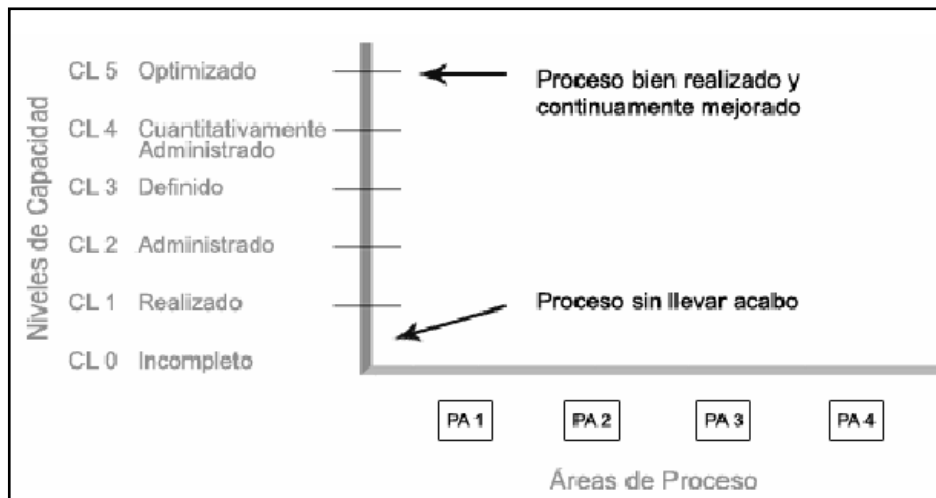 Niveles de Capacidad
CL 5 Optimizado
CL 4 Cuantitativamente
Administrado
CL 3 Definido
CL 2 Administrado
CL 1 Realizado
CL 0 Incompleto
Proceso bien realizado y
continuamente mejorado
Proceso sin llevar acabo
PA 1 PA 2 PA 3 PA 4
Áreas de Proceso